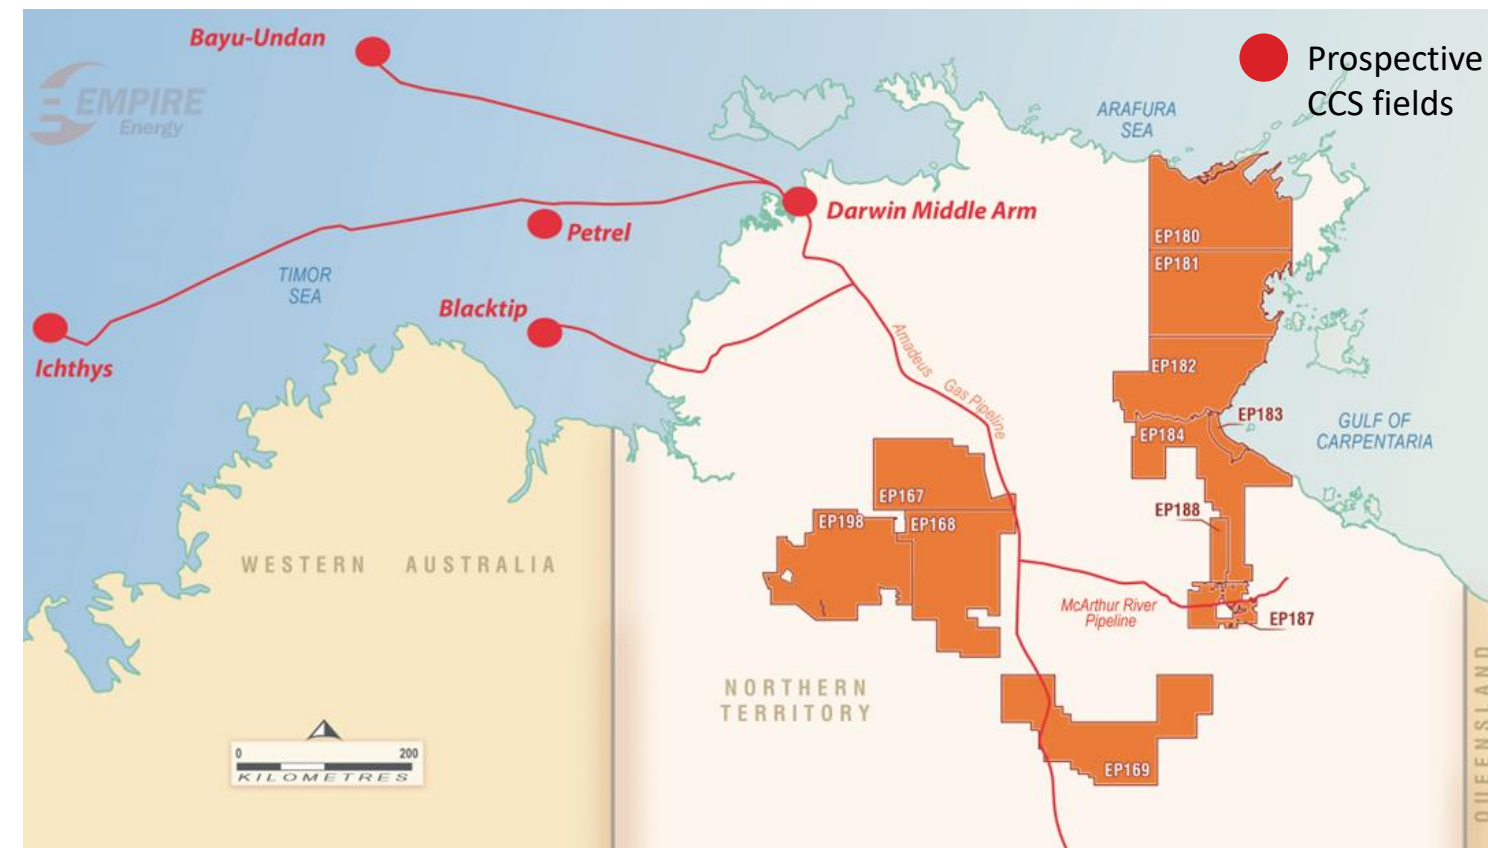 Bayu-Undan
EMPIRE
Energy
Prospective
CCS fields
ARAFURA
SEA
Darwin Middle Arm
Petrel
EP180
EP181
TIMOR
SEA
Blacktip
Ichthys
Amadeus Gas Pipeline
EP182
EP183
EP184
GULF OF
CARPENTARIA
EP167
EP198
EP168
EP188
WESTERN AUSTRALIA
McArthur River
Pipeline
EP187
NORTHERN
TERRITORY
QUEENSLAND
0 200
KILOMETRES
EP169